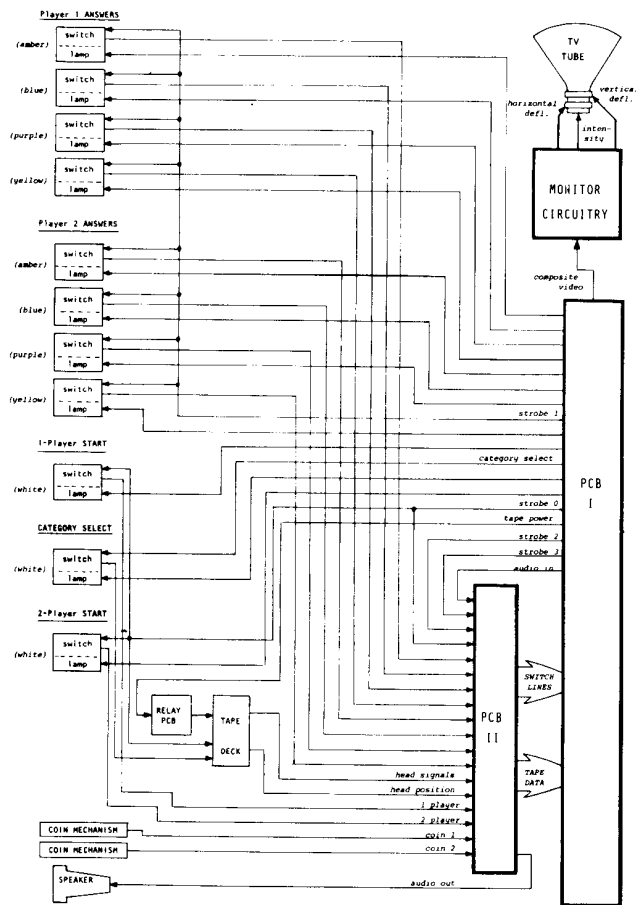 Player 1 ANSWERS
(amber)
switch
lamp
(blue)
switch
lamp
(purple)
switch
lamp
(yellow)
switch
lamp
Player 2 ANSWERS
(amber)
switch
lamp
(blue)
switch
lamp
(purple)
switch
lamp
(yellow)
switch
lamp
1-Player START
(white)
switch
lamp
CATEGORY SELECT
(white)
switch
lamp
2-Player START
(white)
switch
lamp
RELAY
PCB
TAPE
DECK
COIN MECHANISM
COIN MECHANISM
SPEAKER
TV
TUBE
horizontal
defl.
inten-
sity
vertical
defl.
MONITOR
CIRCUITRY
composite
video
strobe 1
category select
strobe 0
tape power
strobe 2
strobe 3
audio in
PCB
I
PCB
II
SWITCH
LINES
TAPE
DATA
head signals
head position
1 player
2 player
coin 1
coin 2
audio out